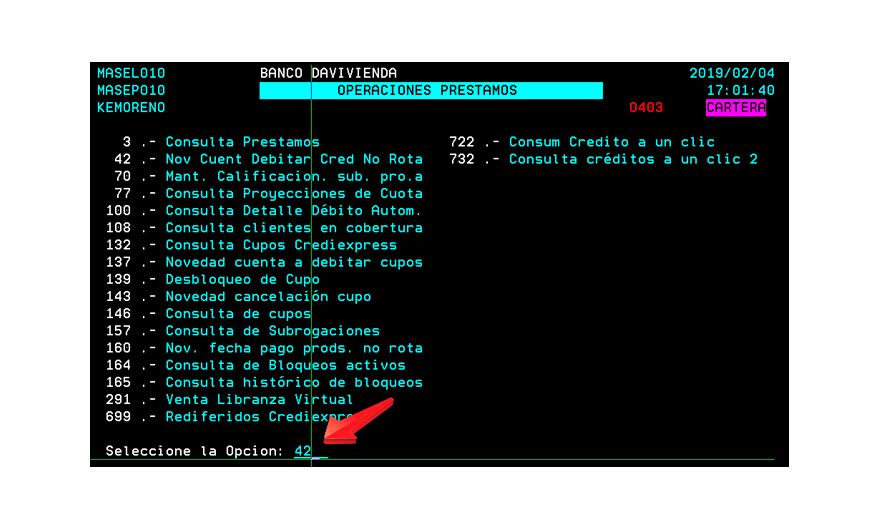 MASEL010 BANCO DAVIVIENDA 2019/02/04
MASEP010 OPERACIONES PRESTAMOS 17:01:40
KEMORENO 0403 CARTERA
3 .- Consulta Prestamos 722 .- Consum Credito a un clic
42 .- Nov Cuent Debitar Cred No Rota 732 .- Consulta créditos a un clic 2
70 .- Mant. Calificacion. sub. pro.a
77 .- Consulta Proyecciones de Cuota
100 .- Consulta Detalle Débito Autom.
108 .- Consulta clientes en cobertura
132 .- Consulta Cupos Crediexpress
137 .- Novedad cuenta a debitar cupos
139 .- Desbloqueo de Cupo
143 .- Novedad cancelación cupo
146 .- Consulta de cupos
157 .- Consulta de Subrogaciones
160 .- Nov. fecha pago prods. no rota
164 .- Consulta de Bloqueos activos
165 .- Consulta histórico de bloqueos
291 .- Venta Libranza Virtual
699 .- Rediferidos
Seleccione la Opcion: 42